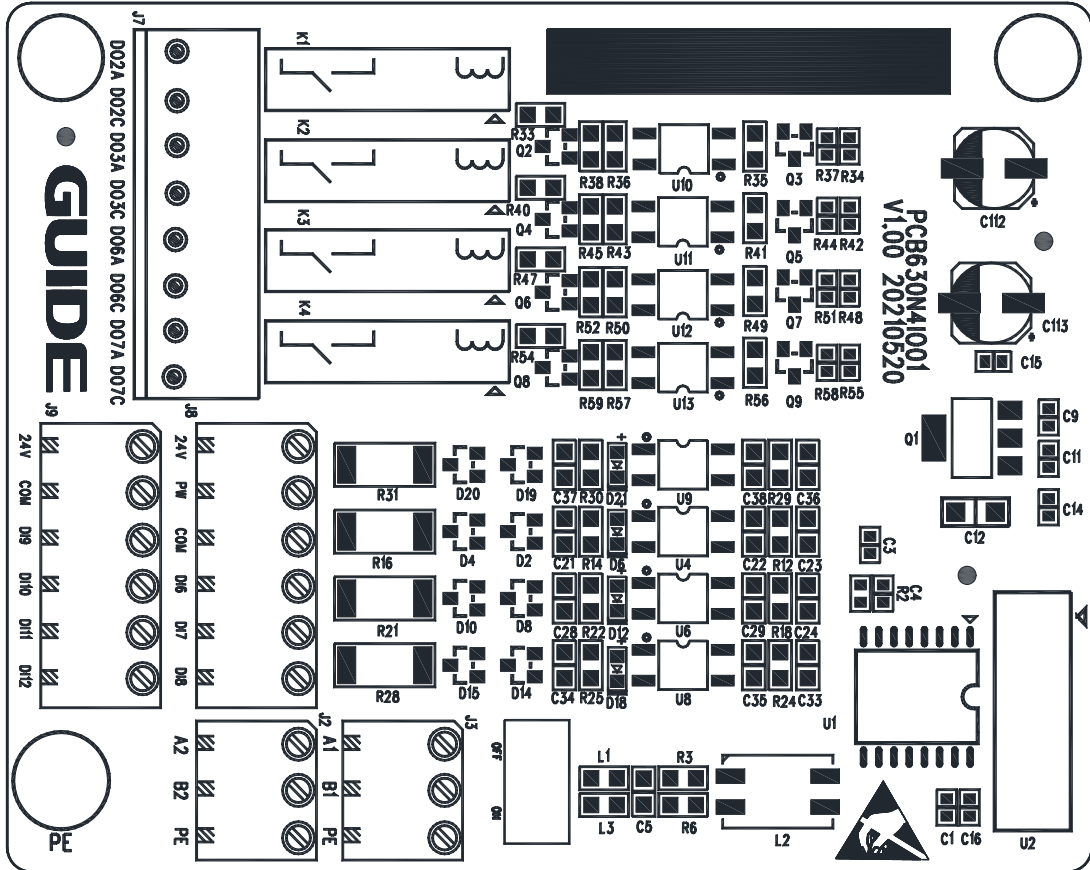 J7
DO2A DO2C DO3A DO3C DO6A DO6C DO7A DO7C
GUIDE
K1
K2
K3
K4
R33
Q2
R38 R36
U10
R35
Q3
R37 R34
R40
Q4
R45 R43
U11
R41
Q5
R44 R42
R47
Q6
R52 R50
U12
R49
Q7
R51 R48
R54
Q8
R59 R57
U13
R56
Q9
R58 R55
PCB630N4IO01
V1.00 20210520
C112
C113
C15
J9
24V
COM
DI9
DI10
DI11
DI12
J8
24V
PW
COM
DI6
DI7
DI8
R31
D20
D19
C37 R30 D21
+
U9
C38 R29 C36
R16
D4
D2
C21 R14 D6
U4
C22 R12 C23
R21
D10
D8
C28 R22 D12
+
U6
C29 R18 C24
R28
D15
D14
C34 R25 D18
+
U8
C35 R24 C33
Q1
C9
C11
C14
C12
C3
C4
R2
U1
U2
C1 C16
J2
A2
B2
PE
J3
A1
B1
PE
OFF
ON
L1
L3
C5
R3
R6
L2
PE